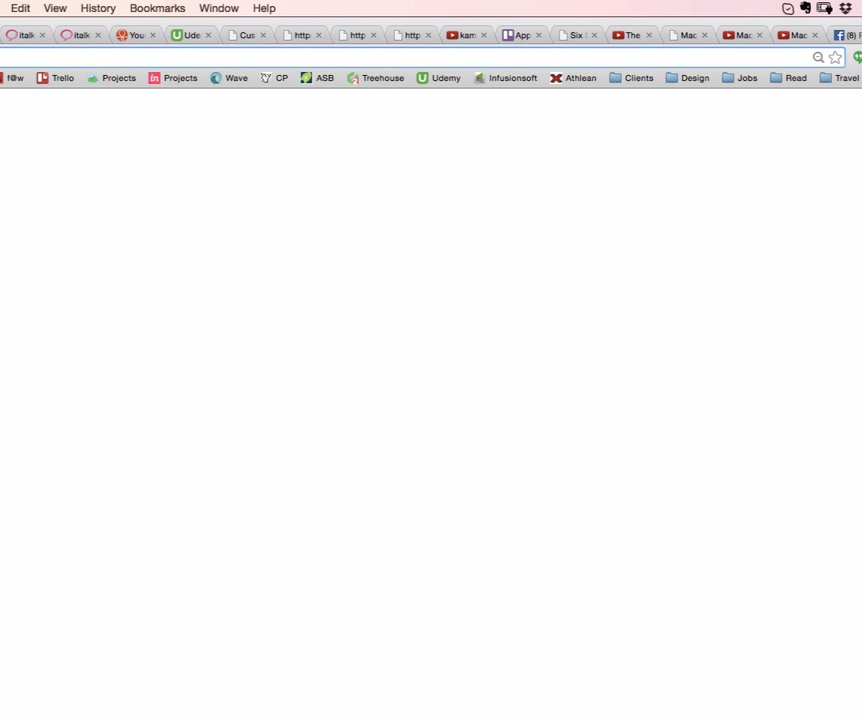 Edit View History Bookmarks Window Help
italk italk You Ude Cus http http http kam App Six The Mac Mac Mac (8) F
f@w Trello Projects Projects Wave CP ASB Treehouse Udemy Infusionsoft Athlean Clients Design Jobs Read Travel